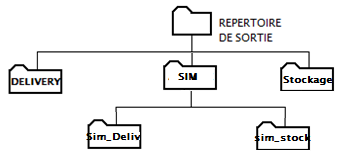 REPERTOIRE
DE SORTIE
DELIVERY
SIM
Stockage
Sim_Deliv
sim_stock